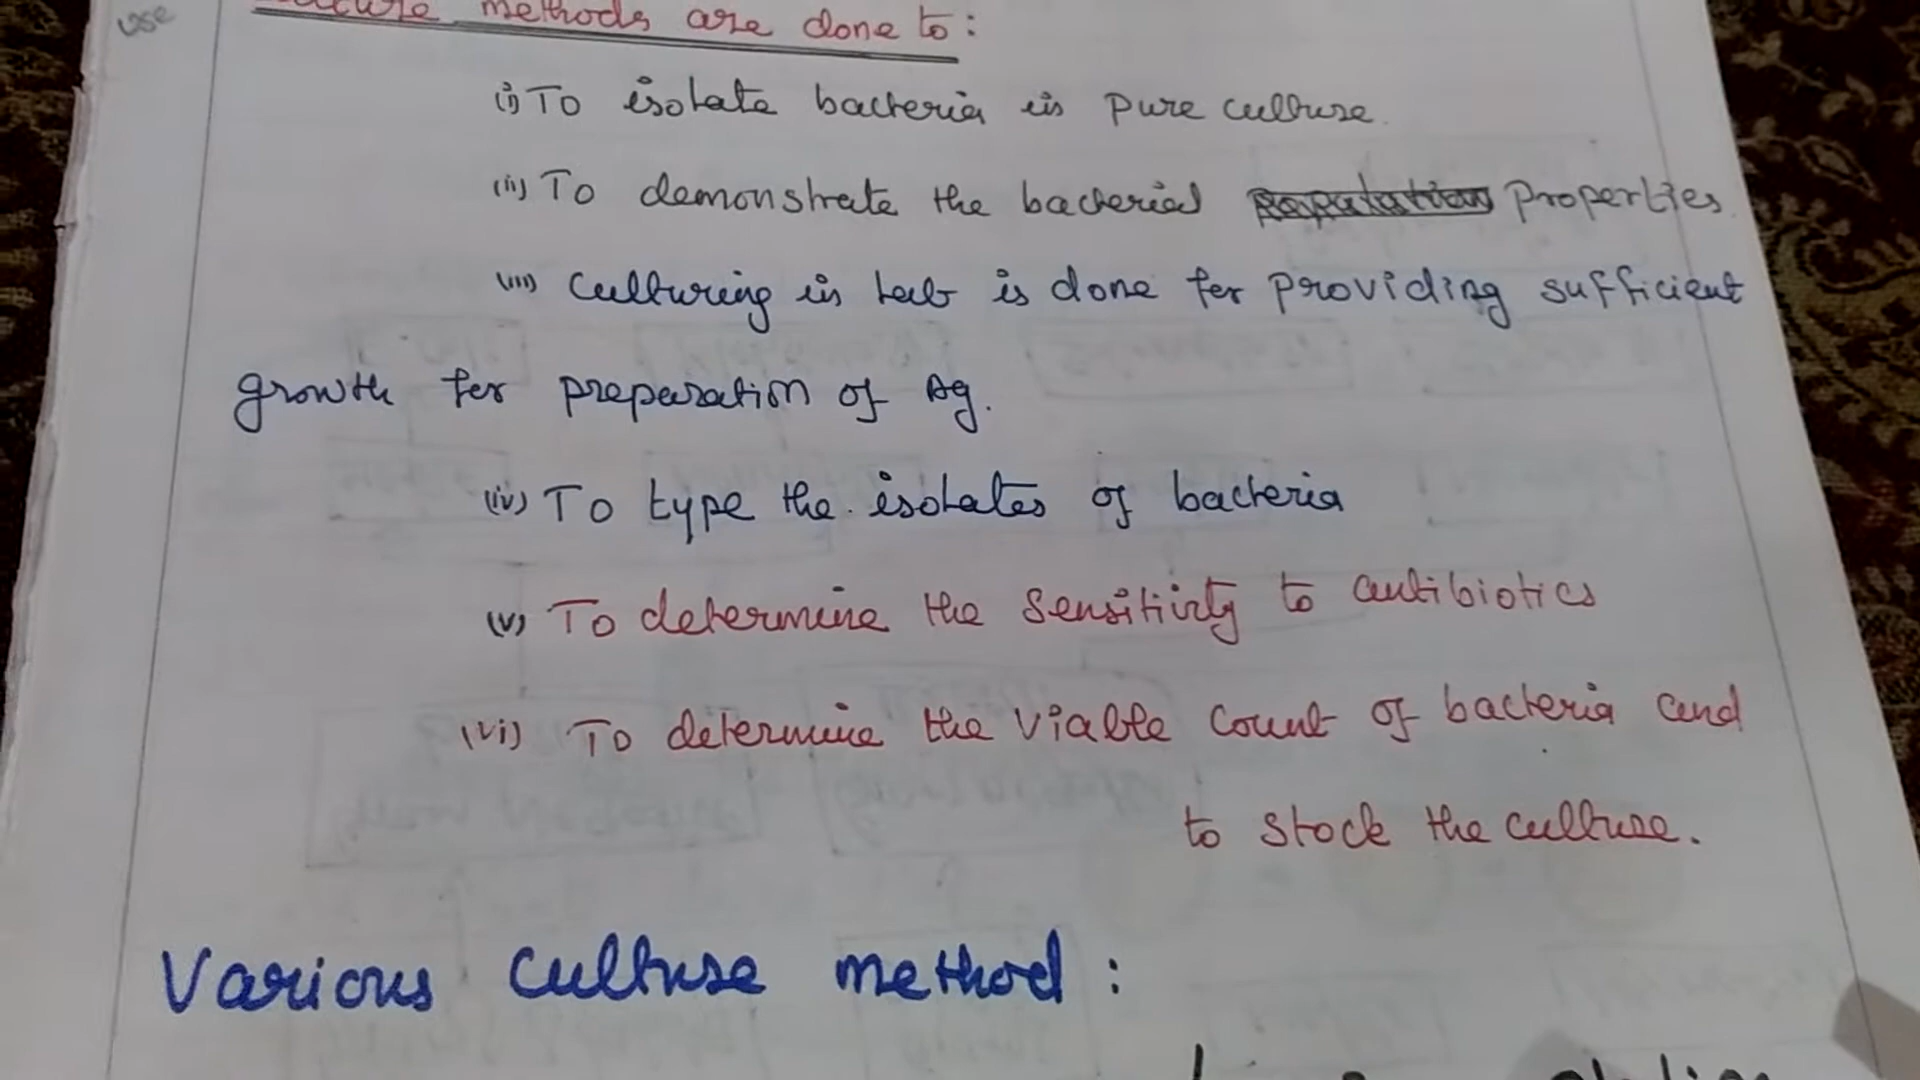 use
methods are done to:
(i) To isolate bacteria in pure culture.
(ii) To demonstrate the bacterial Properties
(iii) Culturing in lab is done for providing sufficient
growth for preparation of Ag.
(iv) To type the isolates of bacteria
(v) To determine the sensitivity to antibiotics
(vi) To determine the viable count of bacteria and
to stock the culture.
Various culture method :